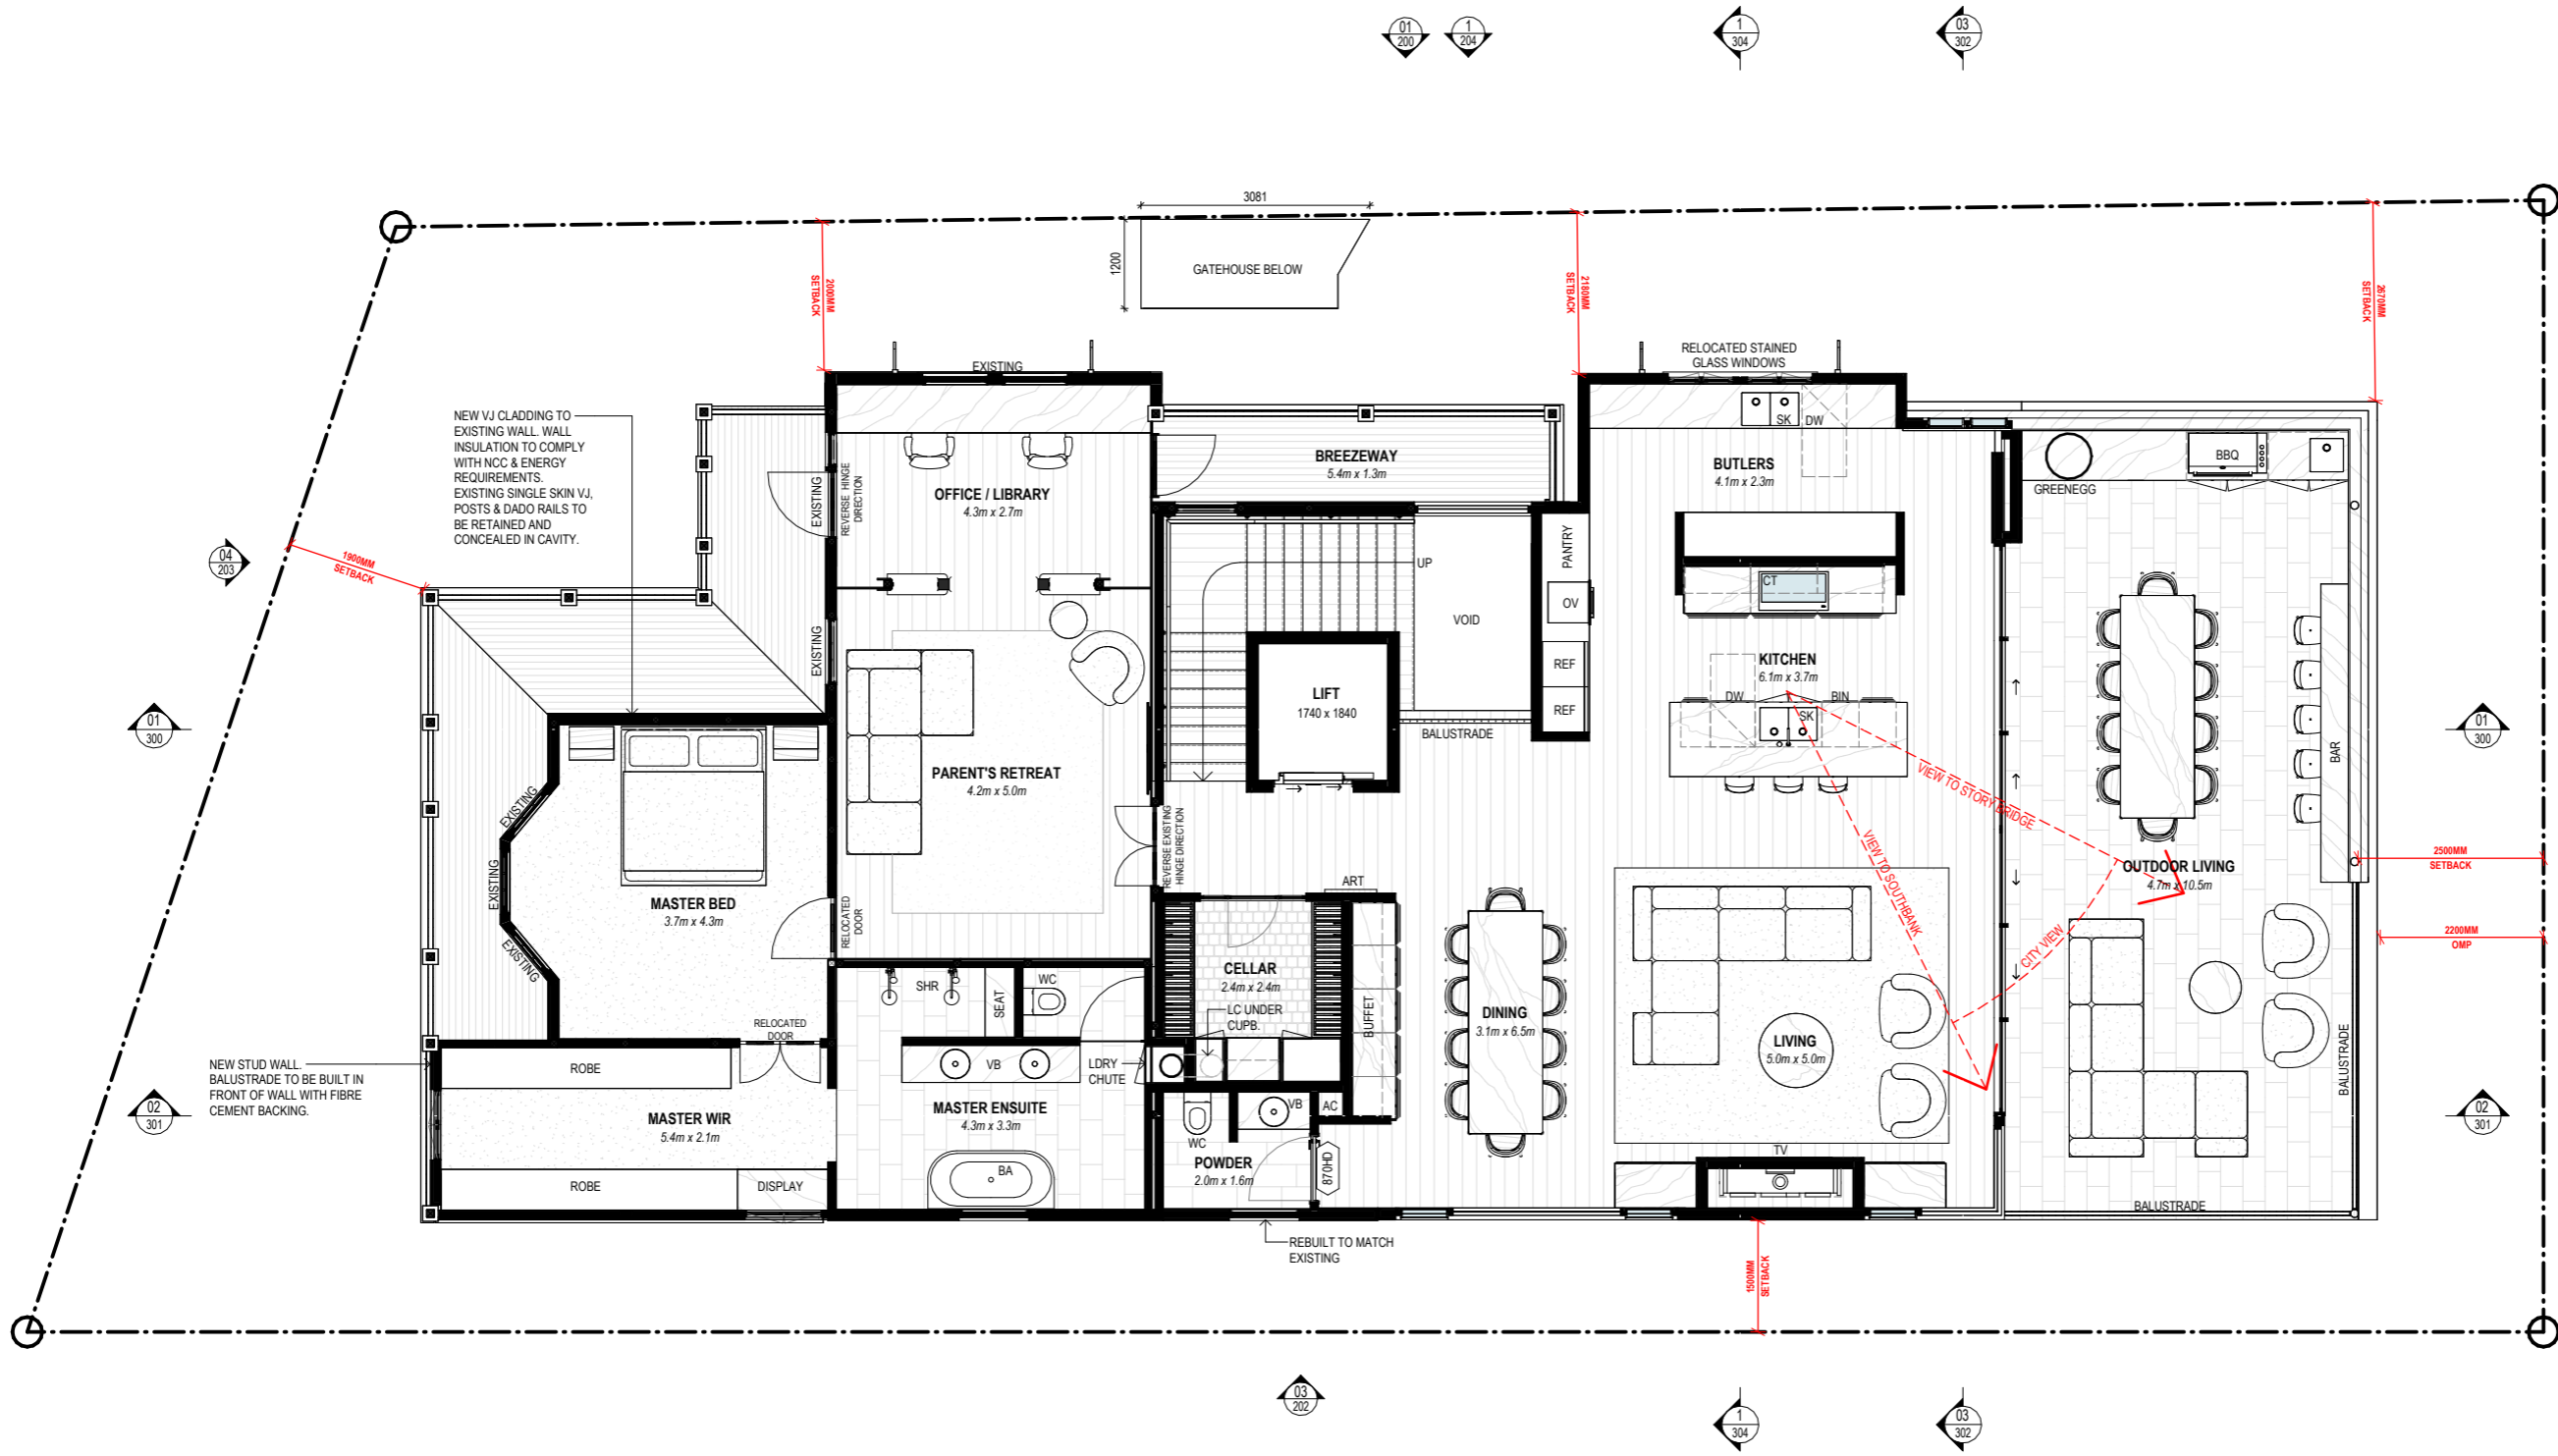 01
200
1
204
1
304
03
302
3081
1200
GATEHOUSE BELOW
2000MM
SETBACK
2180MM
SETBACK
2670MM
SETBACK
EXISTING
RELOCATED STAINED
GLASS WINDOWS
NEW VJ CLADDING TO
EXISTING WALL. WALL
INSULATION TO COMPLY
WITH NCC & ENERGY
REQUIREMENTS.
EXISTING SINGLE SKIN VJ,
POSTS & DADO RAILS TO
BE RETAINED AND
CONCEALED IN CAVITY.
SK
DW
BREEZEWAY
5.4m x 1.3m
BUTLERS
4.1m x 2.3m
BBQ
GREENEGG
EXISTING
REVERSE HINGE
DIRECTION
OFFICE / LIBRARY
4.3m x 2.7m
PANTRY
04
203
1900MM
SETBACK
UP
CT
OV
VOID
EXISTING
REF
REF
KITCHEN
6.1m x 3.7m
DW
BIN
SK
LIFT
1740 x 1840
BALUSTRADE
01
300
01
300
BAR
PARENT'S RETREAT
4.2m x 5.0m
VIEW TO STORY BRIDGE
VIEW TO SOUTHBANK
CITY VIEW
EXISTING
EXISTING
EXISTING
REVERSE EXISTING
HINGE DIRECTION
2500MM
SETBACK
OUTDOOR LIVING
4.7m x 10.5m
ART
MASTER BED
3.7m x 4.3m
RELOCATED
DOOR
2200MM
OMP
CELLAR
2.4m x 2.4m
SHR
SEAT
WC
LC UNDER
CUPB.
BUFFET
DINING
3.1m x 6.5m
RELOCATED
DOOR
LIVING
5.0m x 5.0m
NEW STUD WALL.
BALUSTRADE TO BE BUILT IN
FRONT OF WALL WITH FIBRE
CEMENT BACKING.
ROBE
VB
LDRY
CHUTE
BALUSTRADE
02
301
02
301
MASTER WIR
5.4m x 2.1m
MASTER ENSUITE
4.3m x 3.3m
VB
AC
WC
POWDER
2.0m x 1.6m
870HD
TV
ROBE
DISPLAY
BA
BALUSTRADE
REBUILT TO MATCH
EXISTING
1500MM
SETBACK
03
202
1
304
03
302